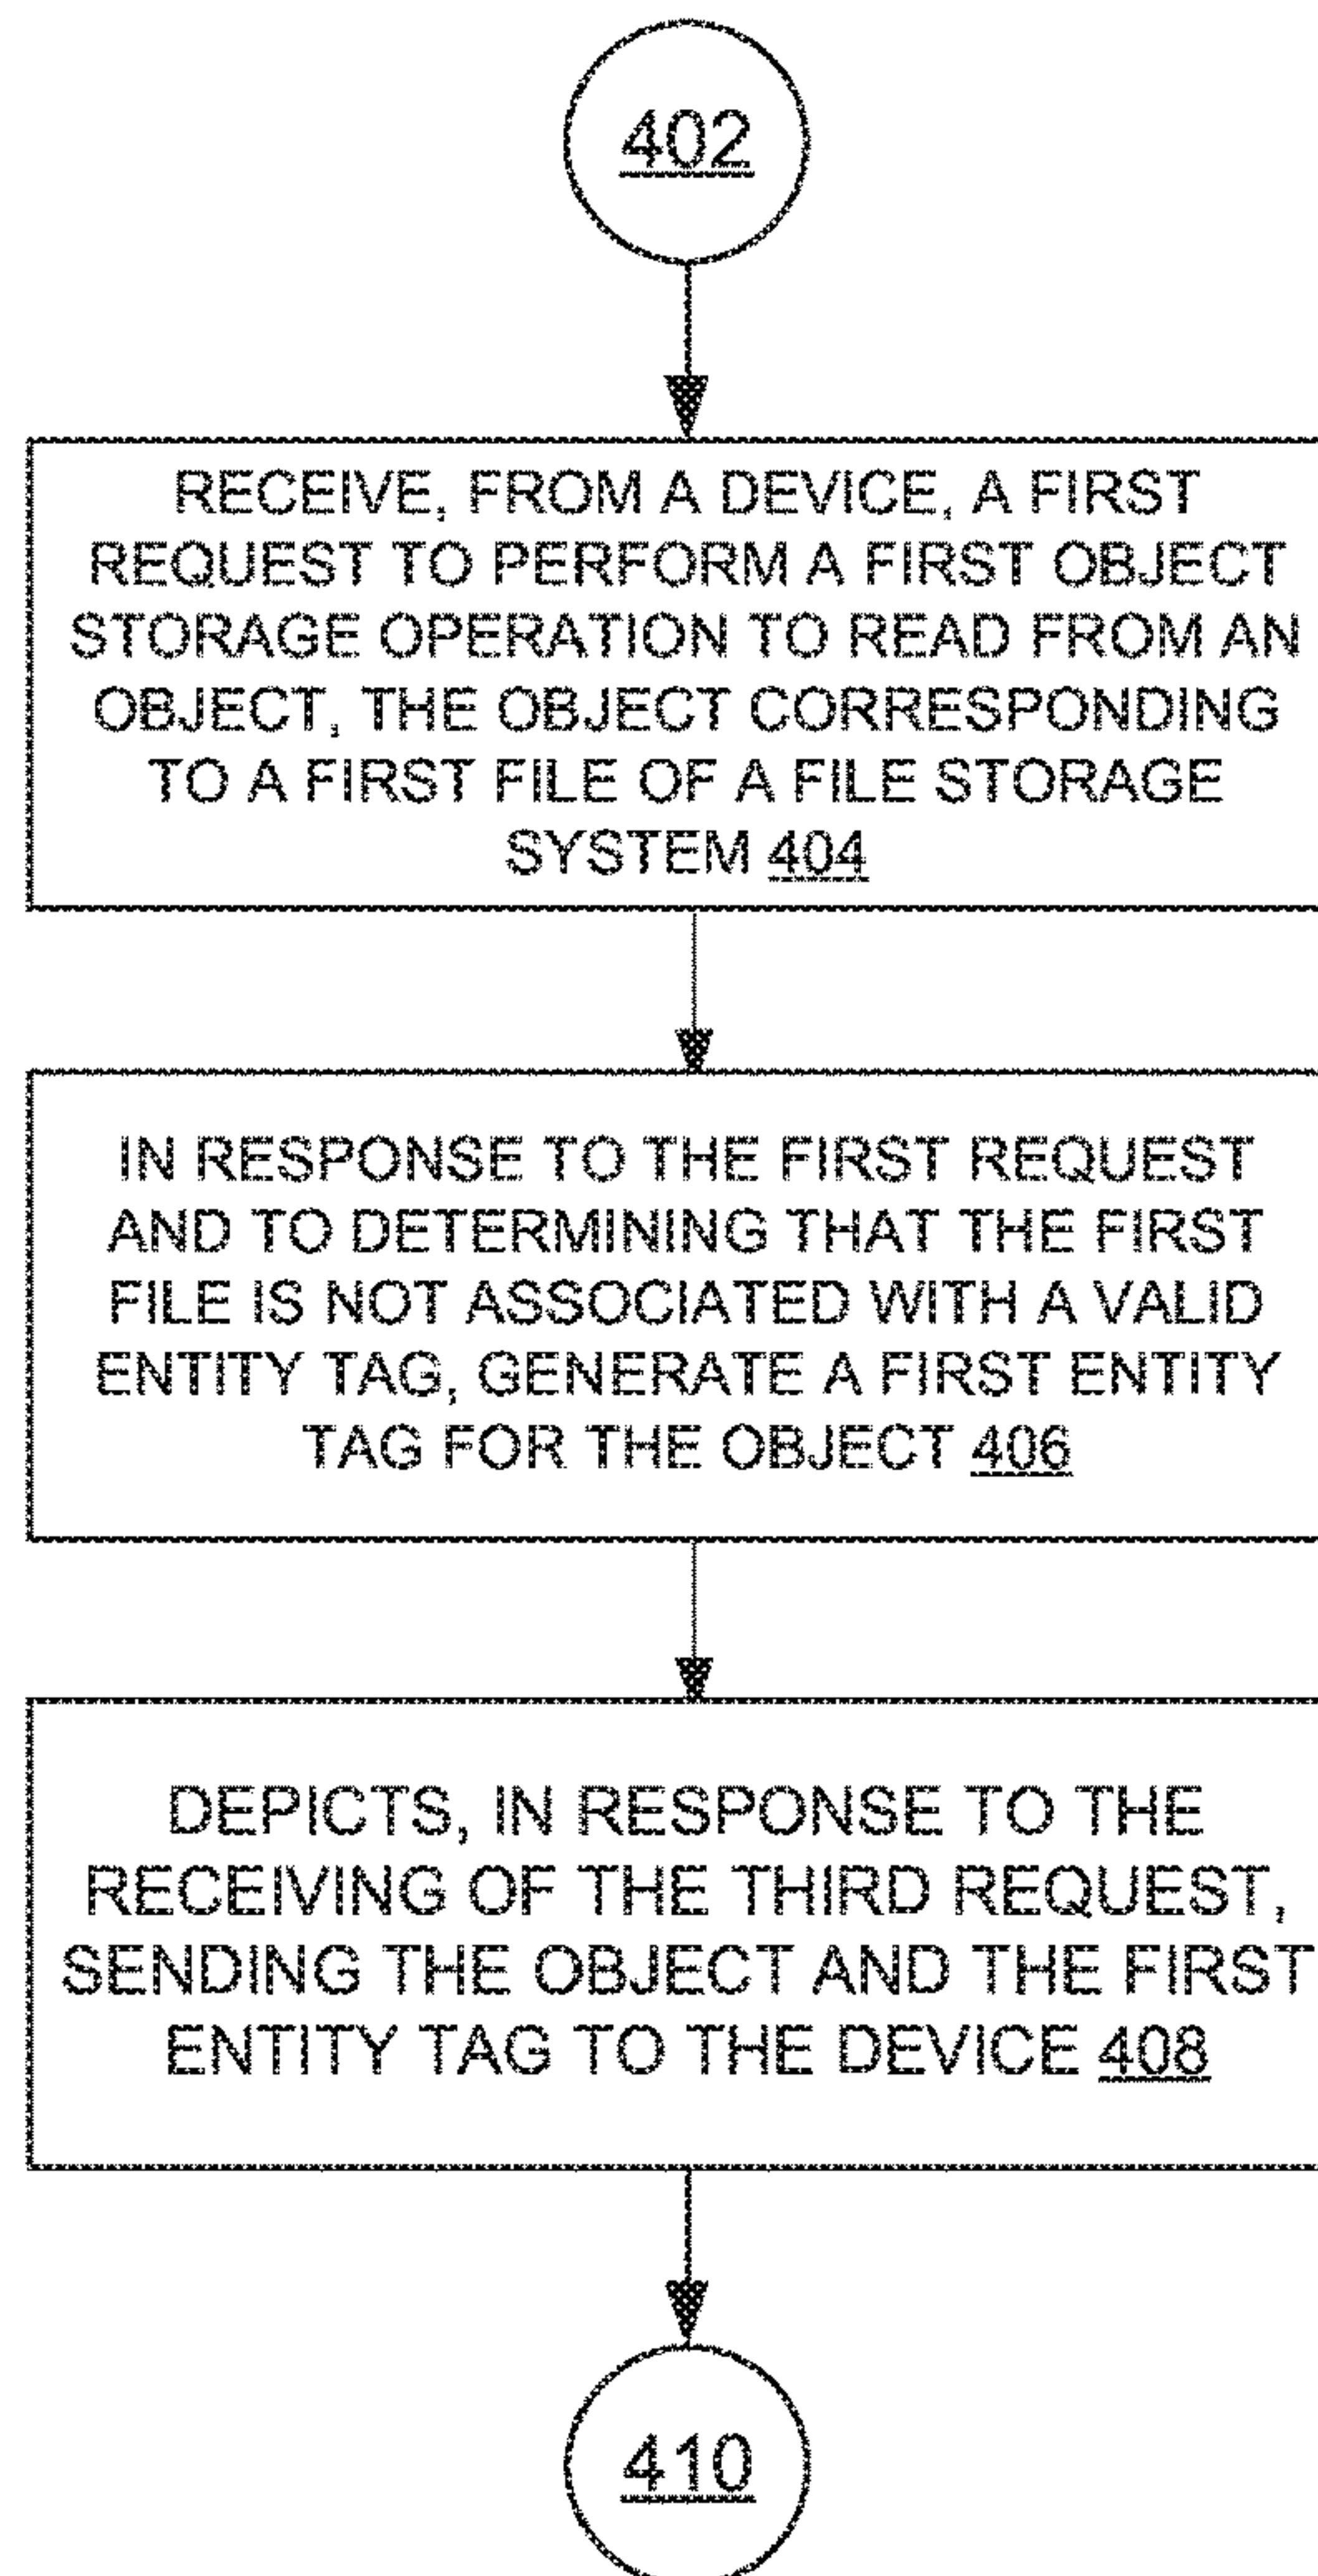 402
RECEIVE, FROM A DEVICE, A FIRST
REQUEST TO PERFORM A FIRST OBJECT
STORAGE OPERATION TO READ FROM AN
OBJECT, THE OBJECT CORRESPONDING
TO A FIRST FILE OF A FILE STORAGE
SYSTEM 404
IN RESPONSE TO THE FIRST REQUEST
AND TO DETERMINING THAT THE FIRST
FILE IS NOT ASSOCIATED WITH A VALID
ENTITY TAG, GENERATE A FIRST ENTITY
TAG FOR THE OBJECT 406
DEPICTS, IN RESPONSE TO THE
RECEIVING OF THE THIRD REQUEST,
SENDING THE OBJECT AND THE FIRST
ENTITY TAG TO THE DEVICE 408
410